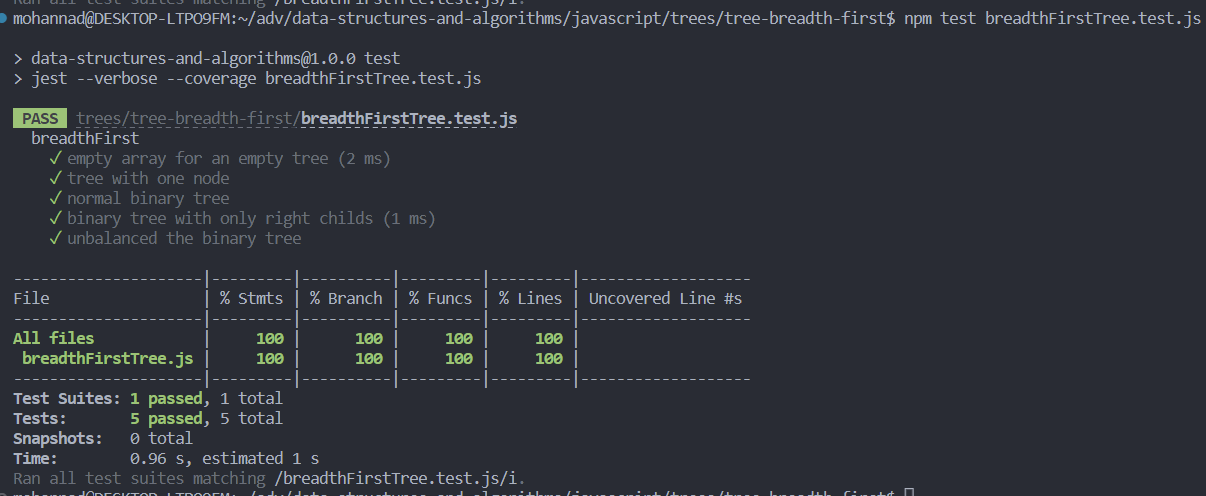 Ran all test suites matching /breadthFirstTree.test.js/i.
mohannad@DESKTOP-LTPO9FM:~/adv/data-structures-and-algorithms/javascript/trees/tree-breadth-first$ npm test breadthFirstTree.test.js
> data-structures-and-algorithms@1.0.0 test
> jest --verbose --coverage breadthFirstTree.test.js
PASS trees/tree-breadth-first/breadthFirstTree.test.js
breadthFirst
✓ empty array for an empty tree (2 ms)
✓ tree with one node
✓ normal binary tree
✓ binary tree with only right childs (1 ms)
✓ unbalanced the binary tree
---------------------|---------|----------|---------|---------|-------------------
File                 | % Stmts | % Branch | % Funcs | % Lines | Uncovered Line #s
---------------------|---------|----------|---------|---------|-------------------
All files            |     100 |      100 |     100 |     100 |
 breadthFirstTree.js |     100 |      100 |     100 |     100 |
---------------------|---------|----------|---------|---------|-------------------
Test Suites: 1 passed, 1 total
Tests:       5 passed, 5 total
Snapshots:   0 total
Time:        0.96 s, estimated 1 s
Ran all test suites matching /breadthFirstTree.test.js/i.
mohannad@DESKTOP-LTPO9FM:~/adv/data-structures-and-algorithms/javascript/trees/tree-breadth-first$